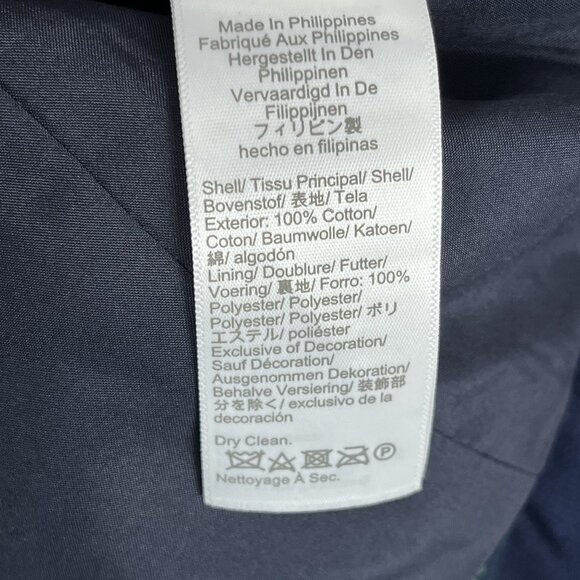 Made In Philippines
Fabriqué Aux Philippines
Hergestellt In Den
Philippinen
Vervaardigd In De
Filippijnen
フィリピン製
hecho en filipinas
Shell/ Tissu Principal/ Shell/
Bovenstof/ 表地/ Tela
Exterior: 100% Cotton/
Coton/ Baumwolle/ Katoen/
綿/ algodón
Lining/ Doublure/ Futter/
Voering/ 裏地/ Forro: 100%
Polyester/ Polyester/
Polyester/ Polyester/ ポリ
エステル/ poliéster
Exclusive of Decoration/
Sauf Décoration/
Ausgenommen Dekoration/
Behalve Versiering/ 装飾部
分を除く/ exclusivo de la
decoración
Dry Clean.
P
Nettoyage À Sec.